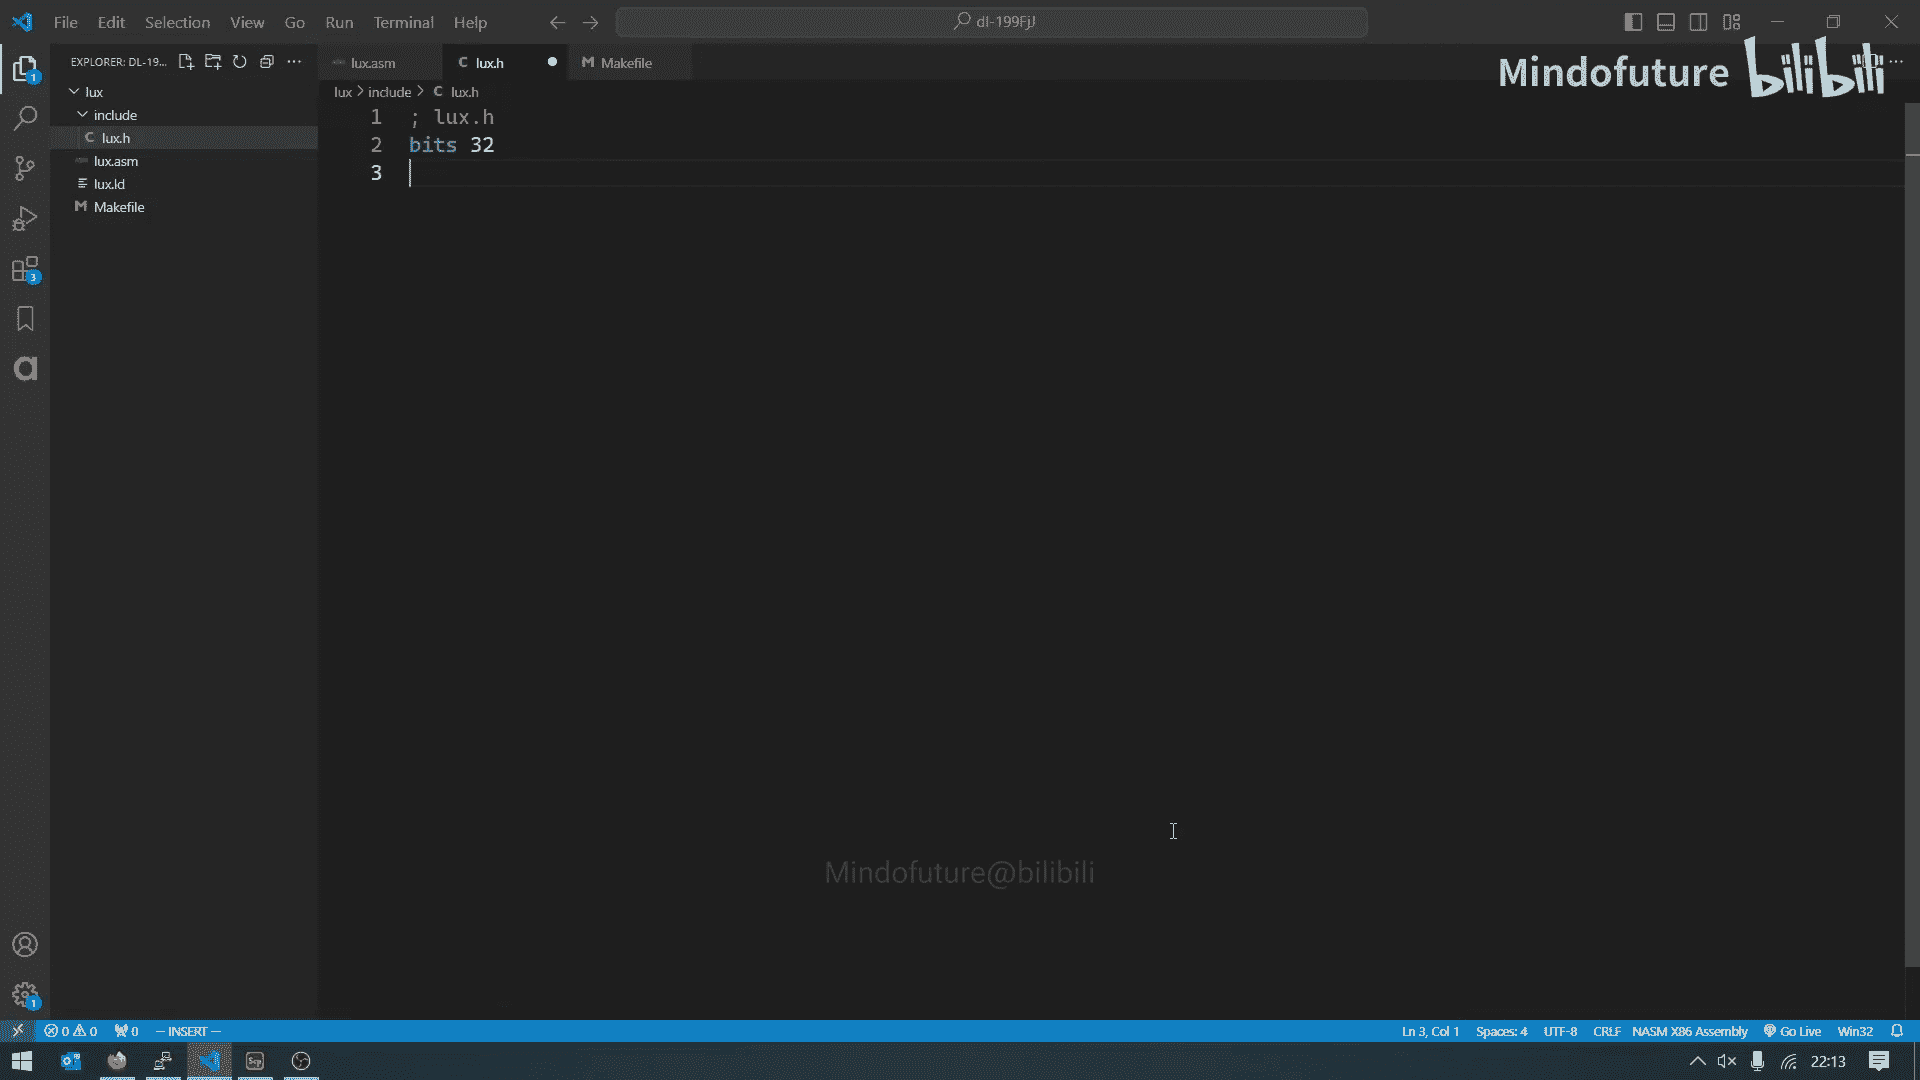 File Edit Selection View Go Run Terminal Help
dl-199FjJ
EXPLORER: DL-19...
lux.asm
lux.h
Makefile
Mindofuture bilibili
lux
include
lux.h
lux.asm
lux.ld
Makefile
lux > include > C lux.h
1 ; lux.h
2 bits 32
3
Mindofuture@bilibili
0 0 0 -- INSERT --
Ln 3, Col 1 Spaces: 4 UTF-8 CRLF NASM X86 Assembly Go Live Win32
22:13